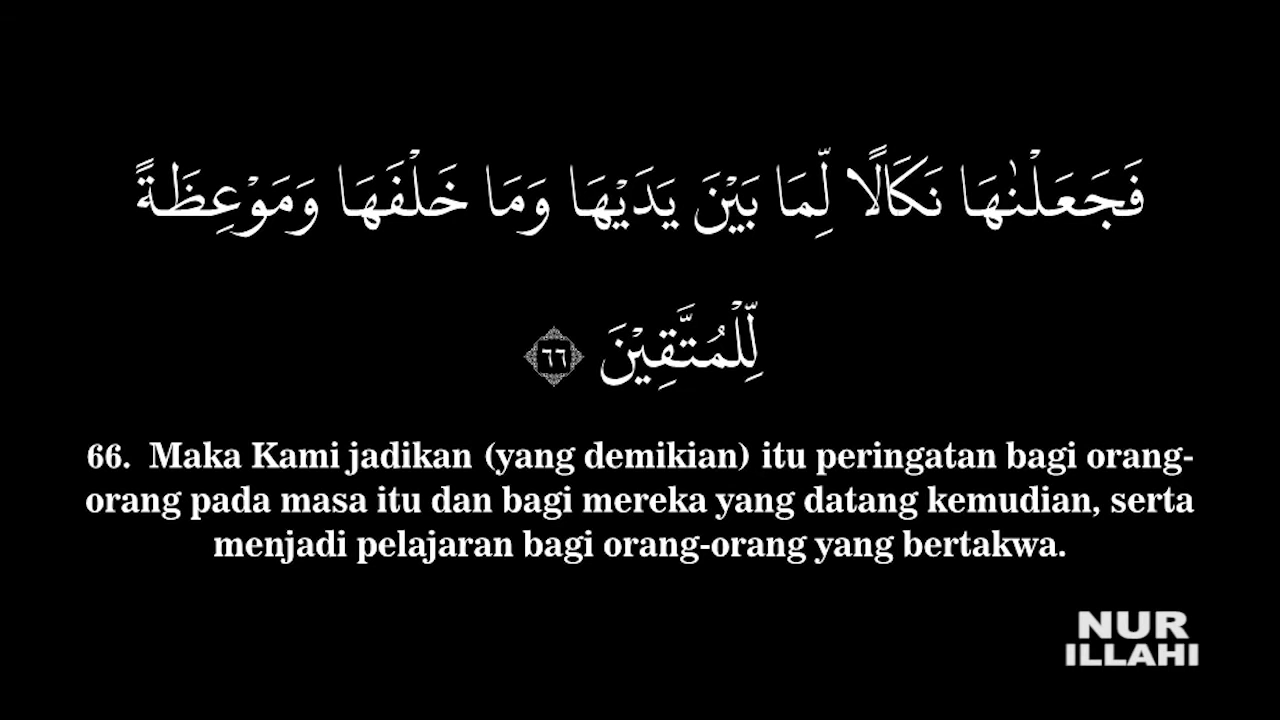 فَجَعَلْنٰهَا نَكَالًا لِّمَا بَيْنَ يَدَيْهَا وَمَا خَلْفَهَا وَمَوْعِظَةً
لِّلْمُتَّقِيْنَ ٦٦
66. Maka Kami jadikan (yang demikian) itu peringatan bagi orang-
orang pada masa itu dan bagi mereka yang datang kemudian, serta
menjadi pelajaran bagi orang-orang yang bertakwa.
NUR
ILLAHI